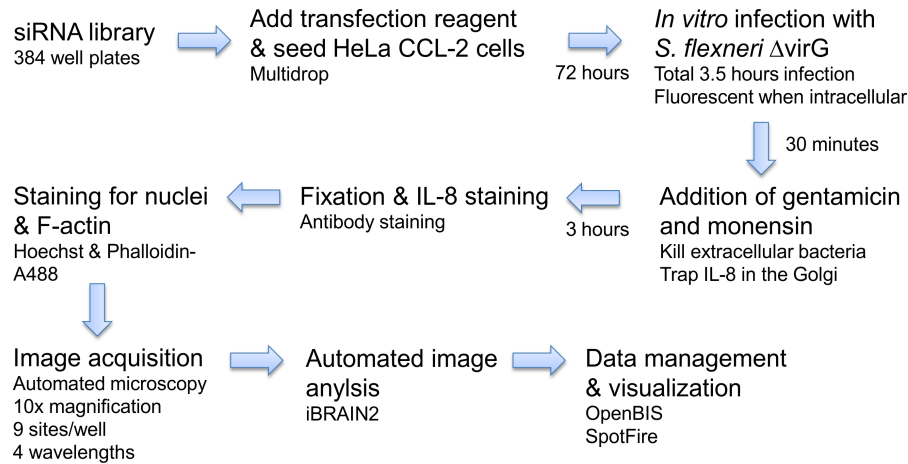 siRNA library
384 well plates
Add transfection reagent
& seed HeLa CCL-2 cells
Multidrop
72 hours
In vitro infection with
S. flexneri ΔvirG
Total 3.5 hours infection
Fluorescent when intracellular
30 minutes
Addition of gentamicin
and monensin
Kill extracellular bacteria
Trap IL-8 in the Golgi
3 hours
Fixation & IL-8 staining
Antibody staining
Staining for nuclei
& F-actin
Hoechst & Phalloidin-
A488
Image acquisition
Automated microscopy
10x magnification
9 sites/well
4 wavelengths
Automated image
anylsis
iBRAIN2
Data management
& visualization
OpenBIS
SpotFire